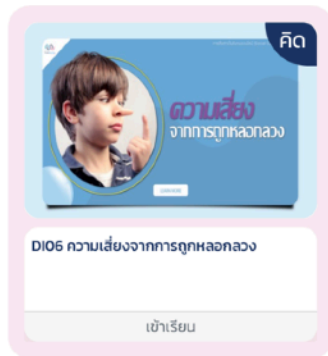 คิด
ความเสี่ยง
จากการถูกหลอกลวง
DI06 ความเสี่ยงจากการถูกหลอกลวง
เข้าเรียน